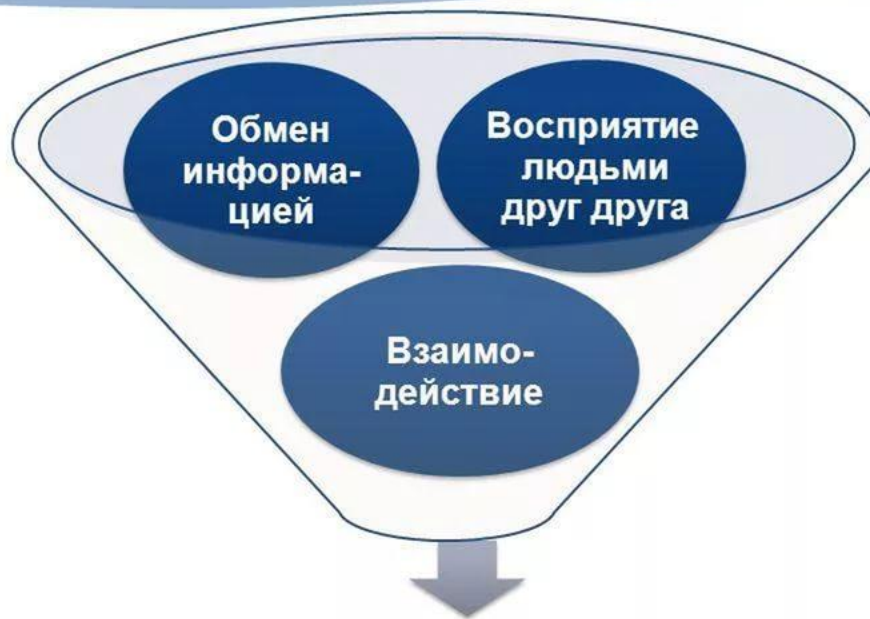 Обмен
информа-
цией
Восприятие
людьми
друг друга
Взаимо-
действие